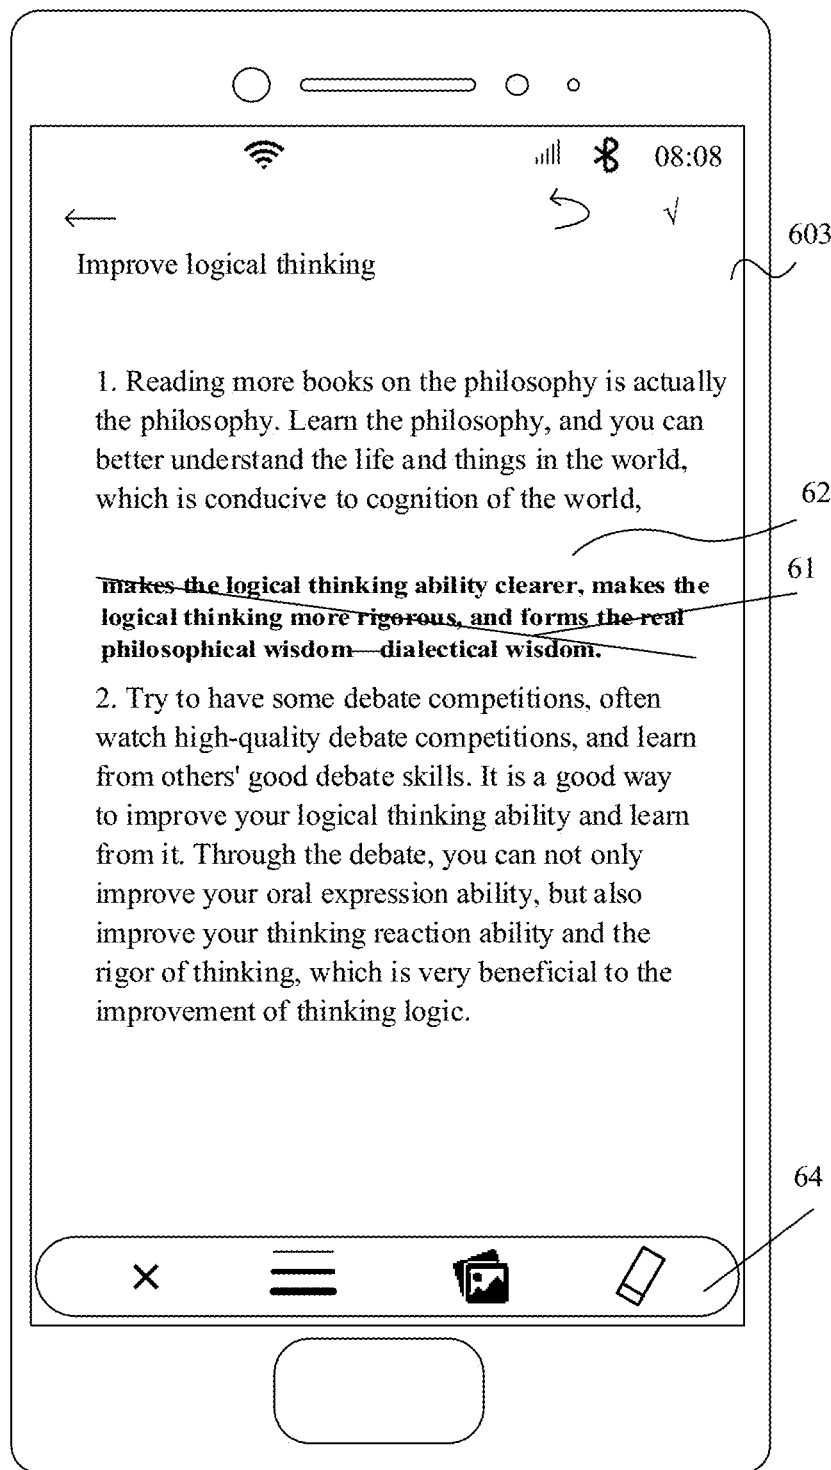 08:08
√
603
Improve logical thinking
1. Reading more books on the philosophy is actually
the philosophy. Learn the philosophy, and you can
better understand the life and things in the world,
which is conducive to cognition of the world,
62
61
makes the logical thinking ability clearer, makes the
logical thinking more rigorous, and forms the real
philosophical wisdom—dialectical wisdom.
2. Try to have some debate competitions, often
watch high-quality debate competitions, and learn
from others' good debate skills. It is a good way
to improve your logical thinking ability and learn
from it. Through the debate, you can not only
improve your oral expression ability, but also
improve your thinking reaction ability and the
rigor of thinking, which is very beneficial to the
improvement of thinking logic.
64